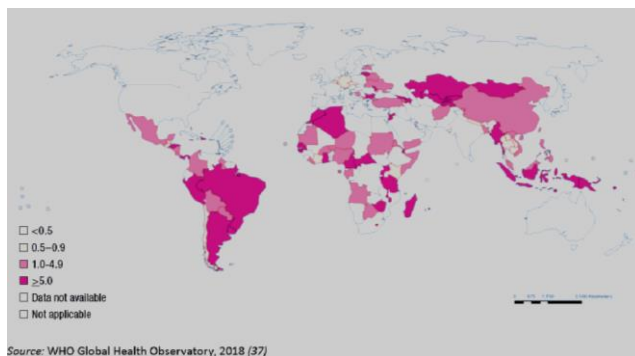 <0.5
0.5–0.9
1.0-4.9
≥5.0
Data not available
Not applicable
Source: WHO Global Health Observatory, 2018 (37)